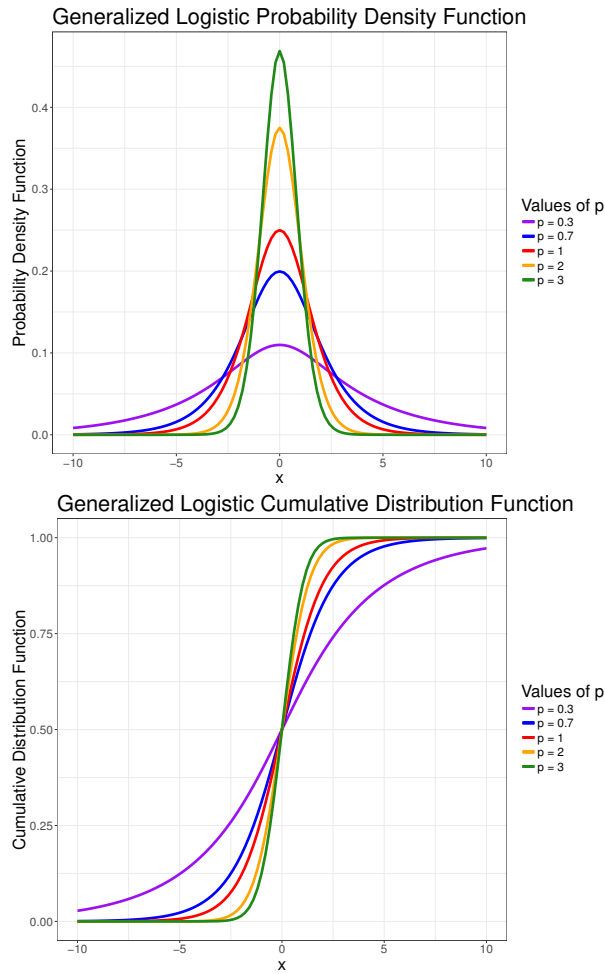 Generalized Logistic Probability Density Function
Probability Density Function
0.4
0.3
0.2
0.1
0.0
−10
−5
0
5
10
x
Values of p
p = 0.3
p = 0.7
p = 1
p = 2
p = 3
Generalized Logistic Cumulative Distribution Function
Cumulative Distribution Function
1.00
0.75
0.50
0.25
0.00
−10
−5
0
5
10
x
Values of p
p = 0.3
p = 0.7
p = 1
p = 2
p = 3